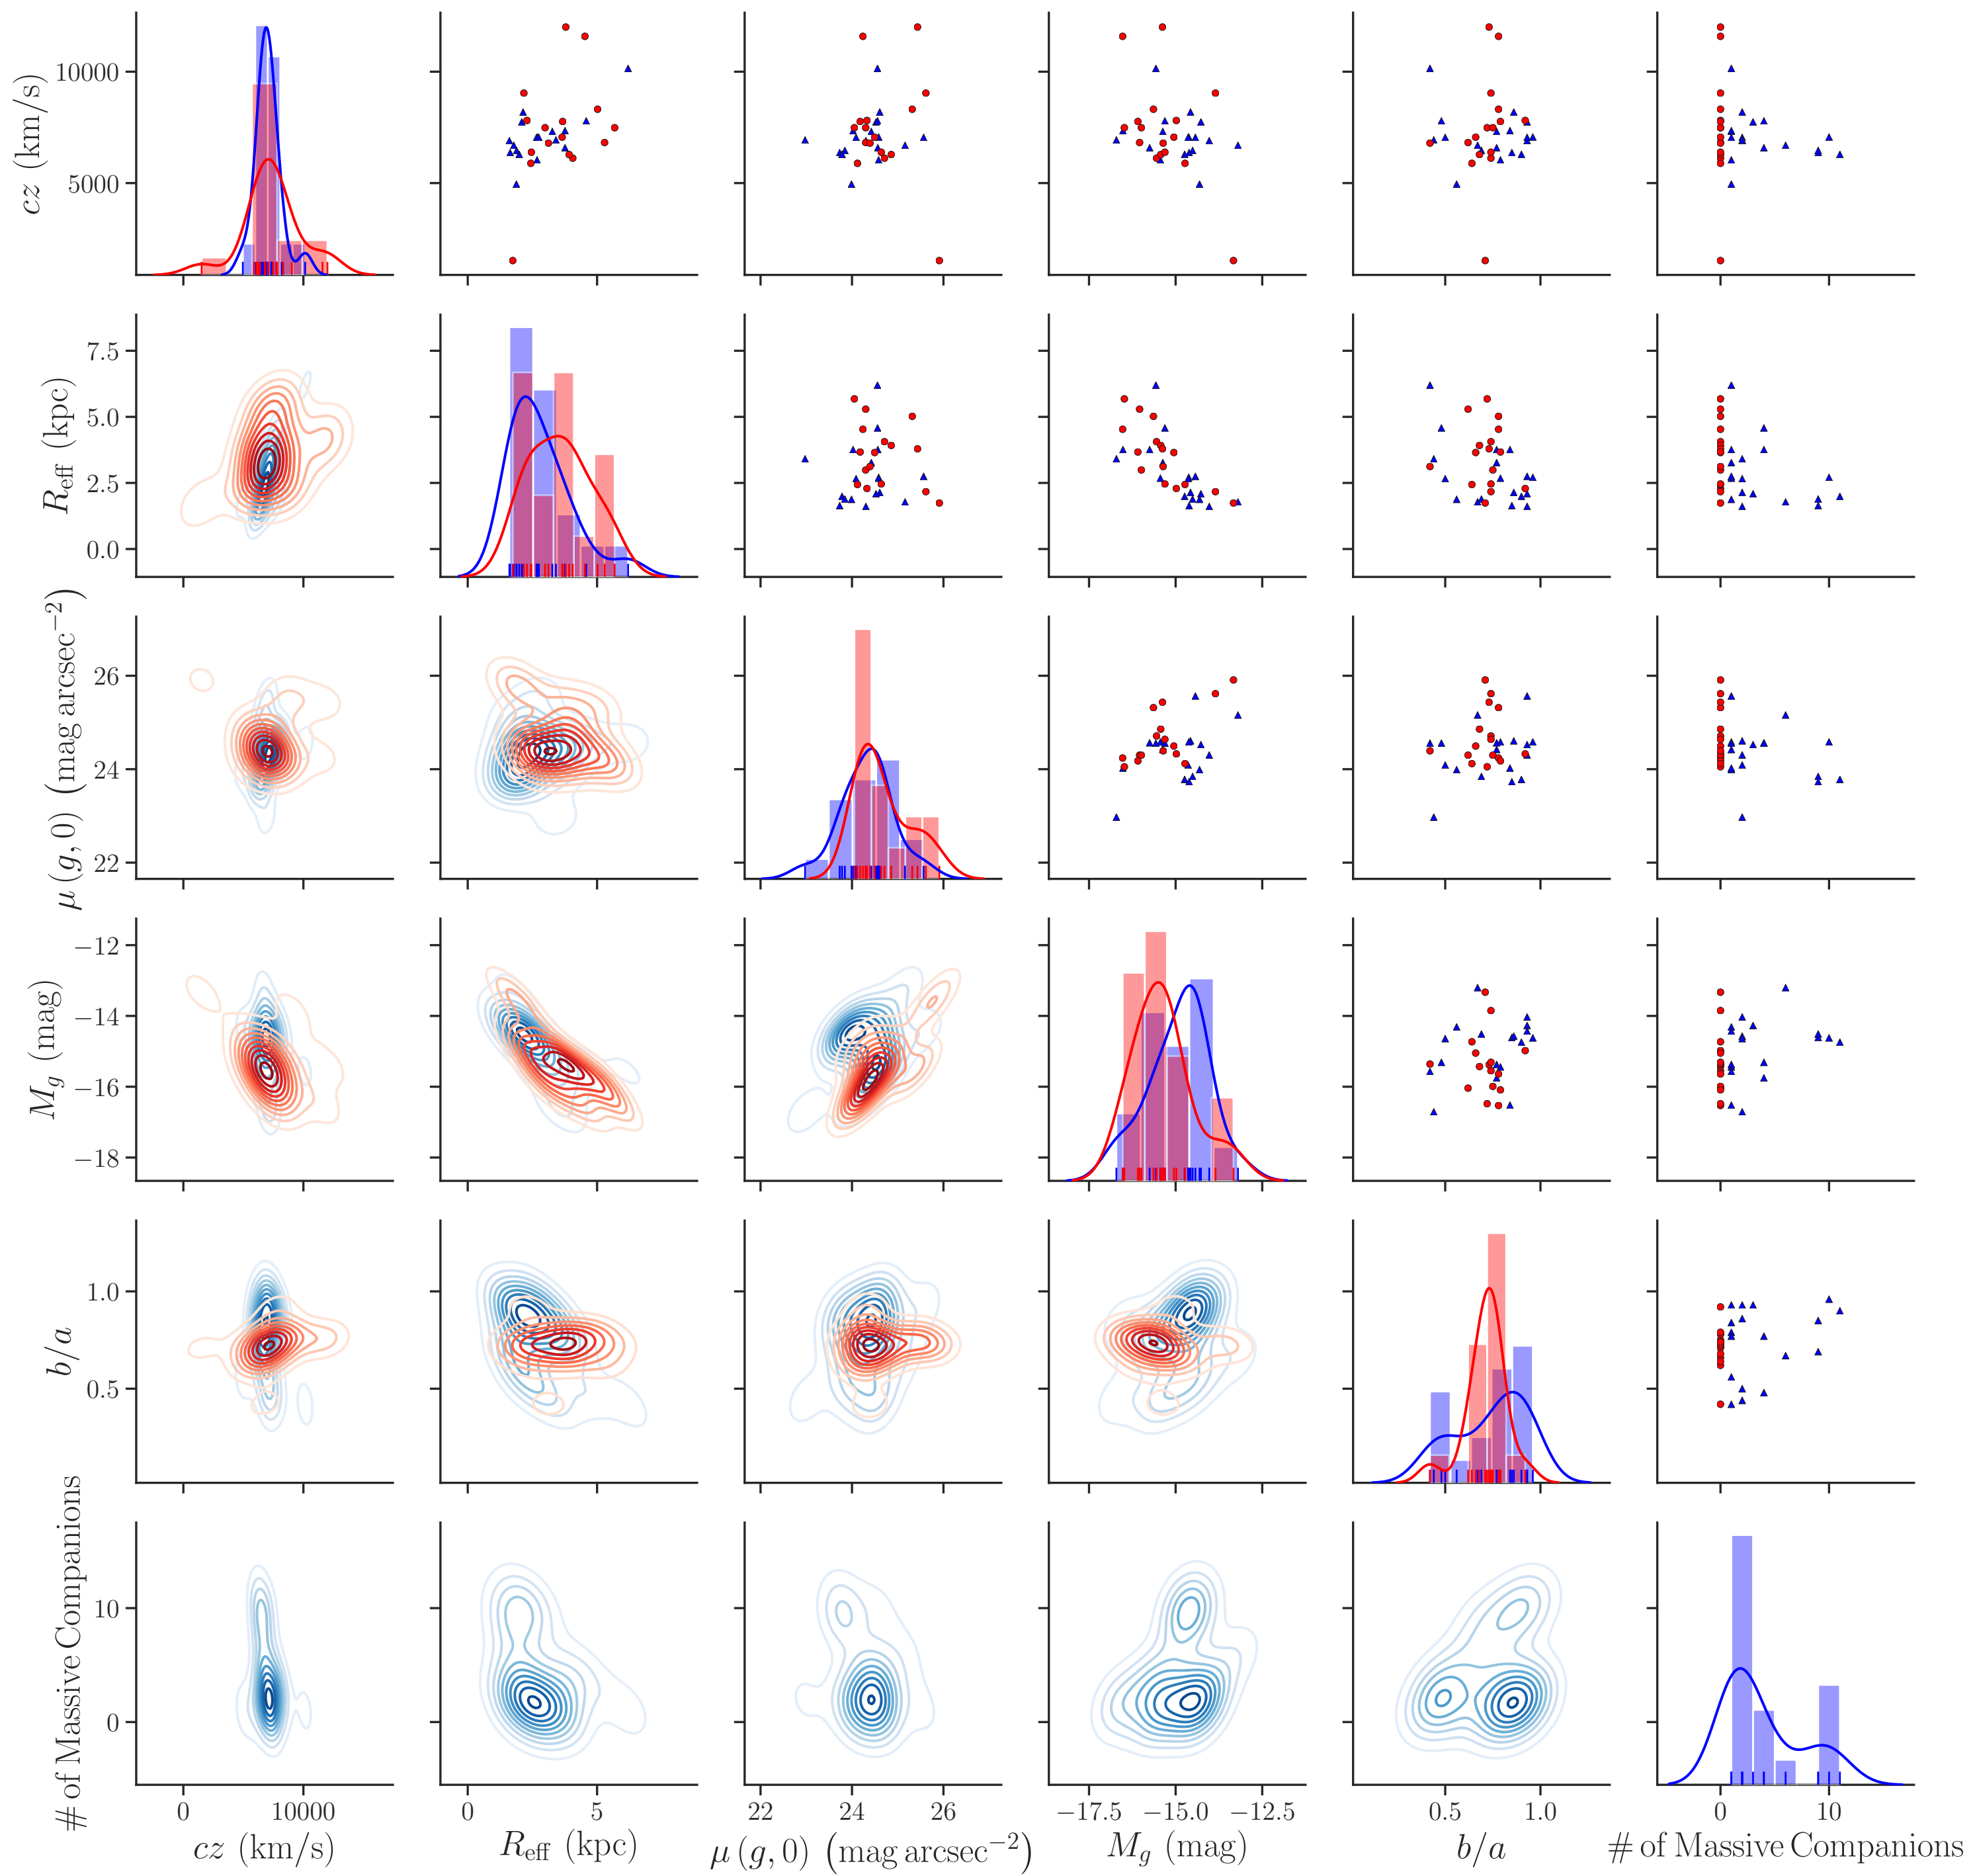 cz (km/s)
10000
5000
R_eff (kpc)
7.5
5.0
2.5
0.0
μ(g,0) (mag arcsec⁻²)
26
24
22
M_g (mag)
−12
−14
−16
−18
b/a
1.0
0.5
# of Massive Companions
10
0
0 10000
0 5
22 24 26
−17.5 −15.0 −12.5
0.5 1.0
0 10
cz (km/s)
R_eff (kpc)
μ(g,0) (mag arcsec⁻²)
M_g (mag)
b/a
# of Massive Companions